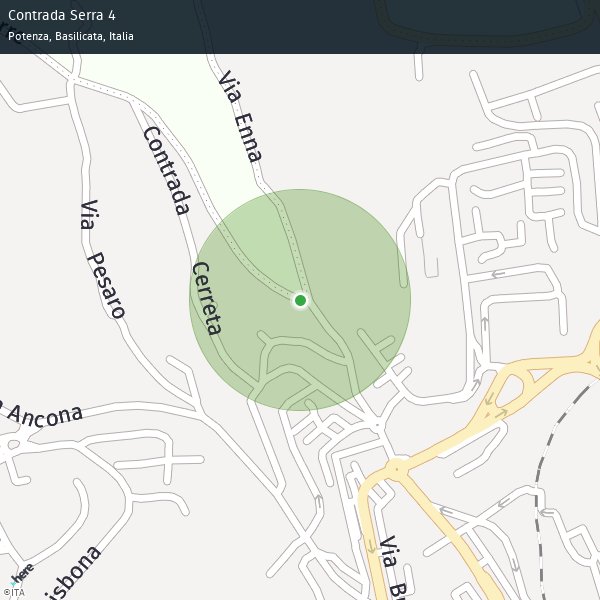 Contrada Serra 4
Potenza, Basilicata, Italia
Via Enna
Contrada
Via Pesaro
Cerreta
Ancona
isbona
Via
here
©ITA